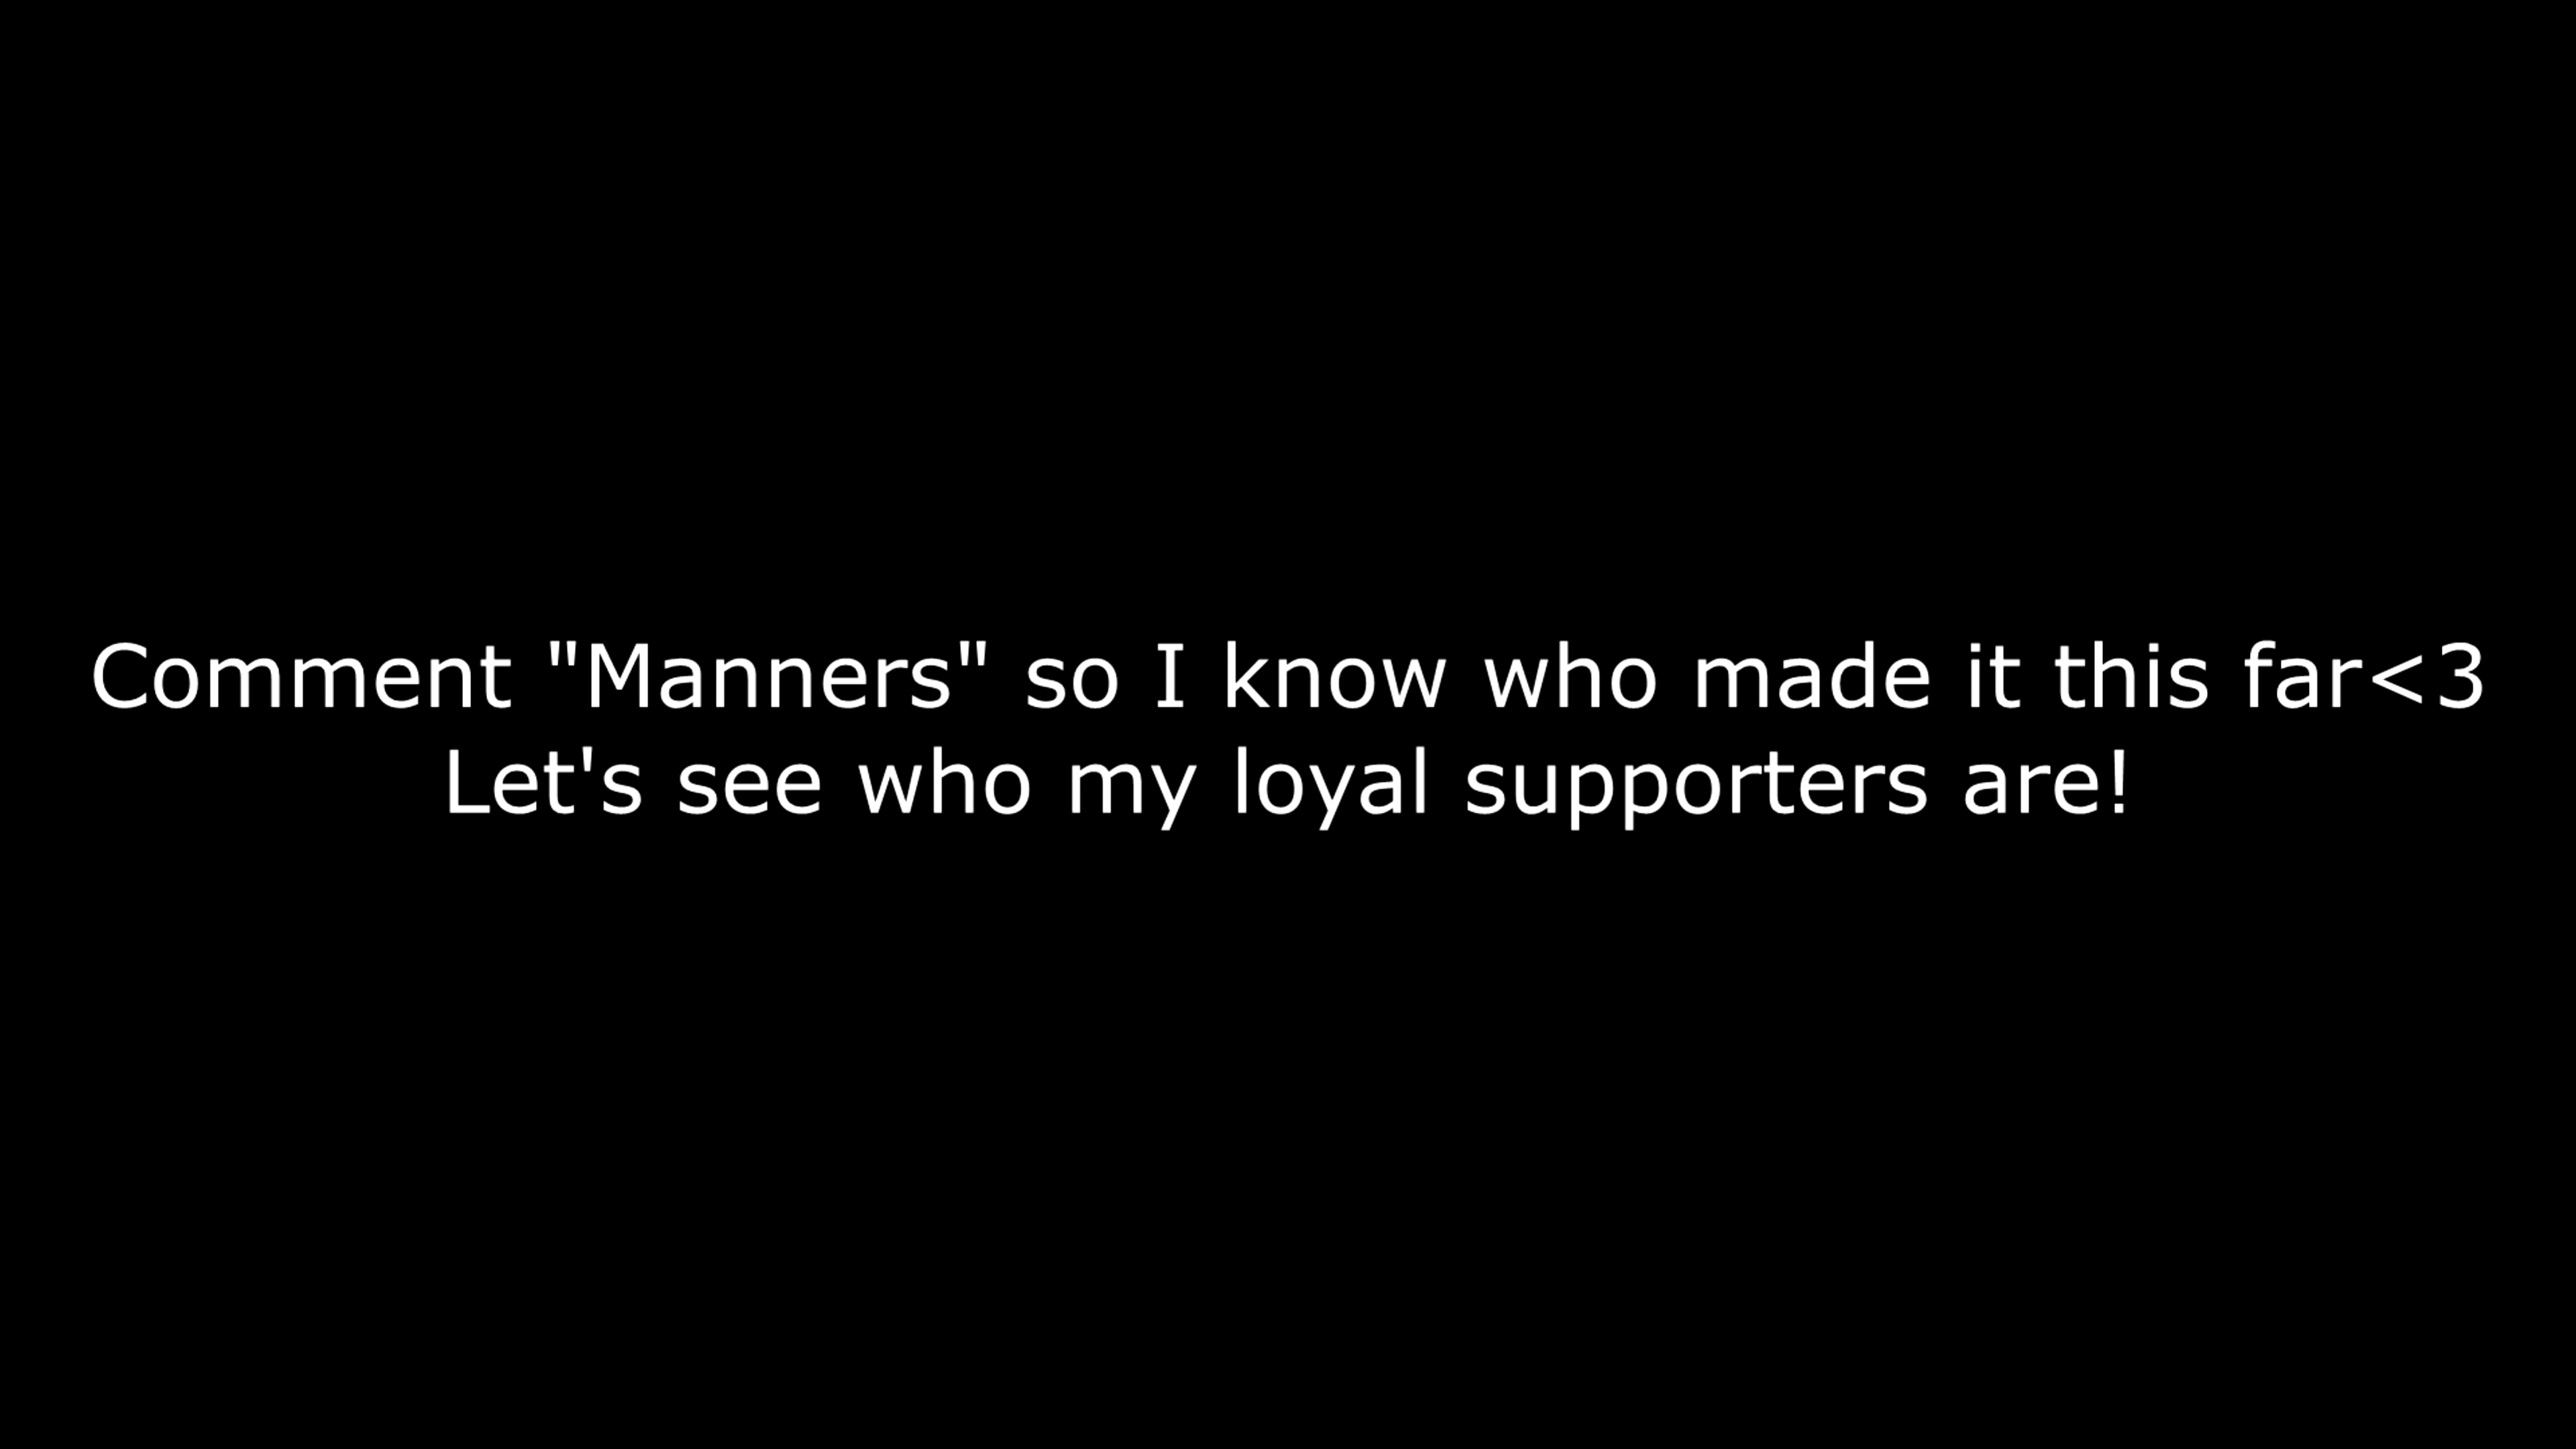 Comment "Manners" so I know who made it this far<3
Let's see who my loyal supporters are!